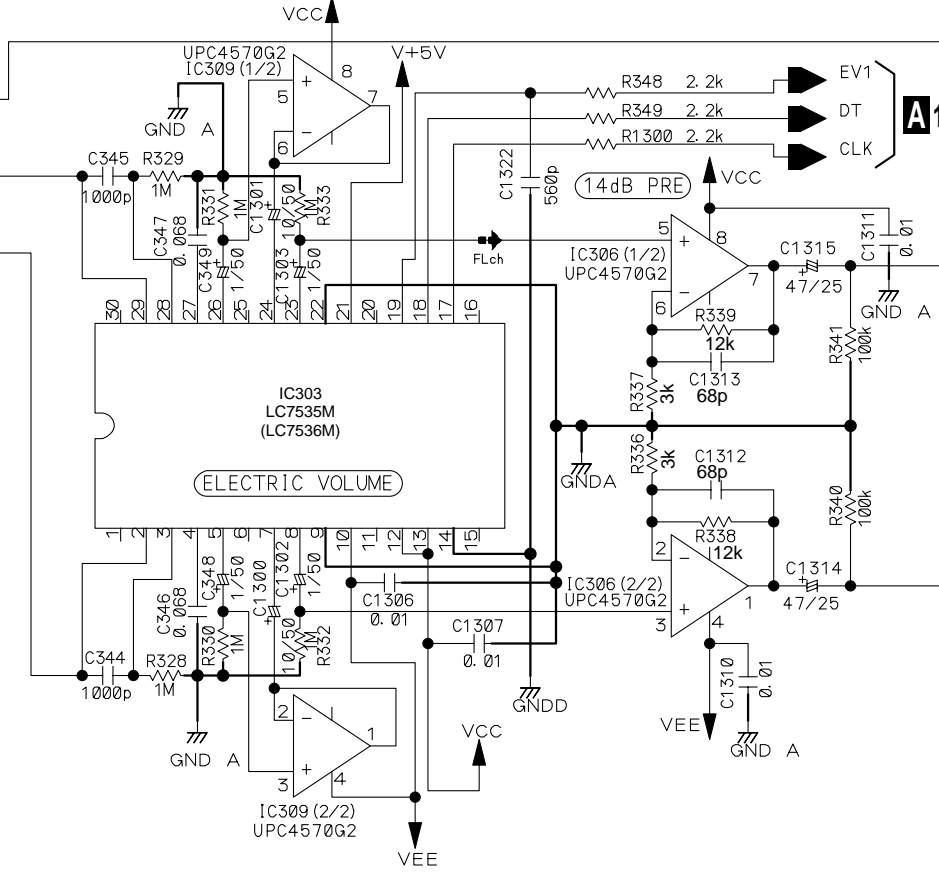 VCC
UPC4570G2
IC309(1/2)
V+5V
8
+
5
7
−
6
GND A
R348 2.2k
EV1
R349 2.2k
DT
R1300 2.2k
CLK
A1
C345
1000p
R329
1M
C347
0.068
R331
1M
C349
1/50
C1301
10/50
C1303
1/50
R333
1M
C1322
560p
14dB PRE
VCC
FLch
IC306(1/2)
UPC4570G2
5
+
8
7
−
6
C1315
+
47/25
C1311
0.01
GND A
R339
12k
C1313
68p
R337
3k
R341
100k
30
29
28
27
26
25
24
23
22
21
20
19
18
17
16
IC303
LC7535M
(LC7536M)
ELECTRIC VOLUME
GNDA
R336
3k
C1312
68p
R338
12k
R340
100k
1
2
3
4
5
6
7
8
9
10
11
12
13
14
15
C346
0.068
C348
1/50
C1300
10/50
C1302
1/50
R330
1M
R332
1M
C344
1000p
R328
1M
C1306
0.01
C1307
0.01
IC306(2/2)
UPC4570G2
2
−
+
3
1
4
C1314
+
47/25
C1310
0.01
VEE
GND A
GNDD
VCC
GND A
2
−
1
+
3
4
IC309(2/2)
UPC4570G2
VEE